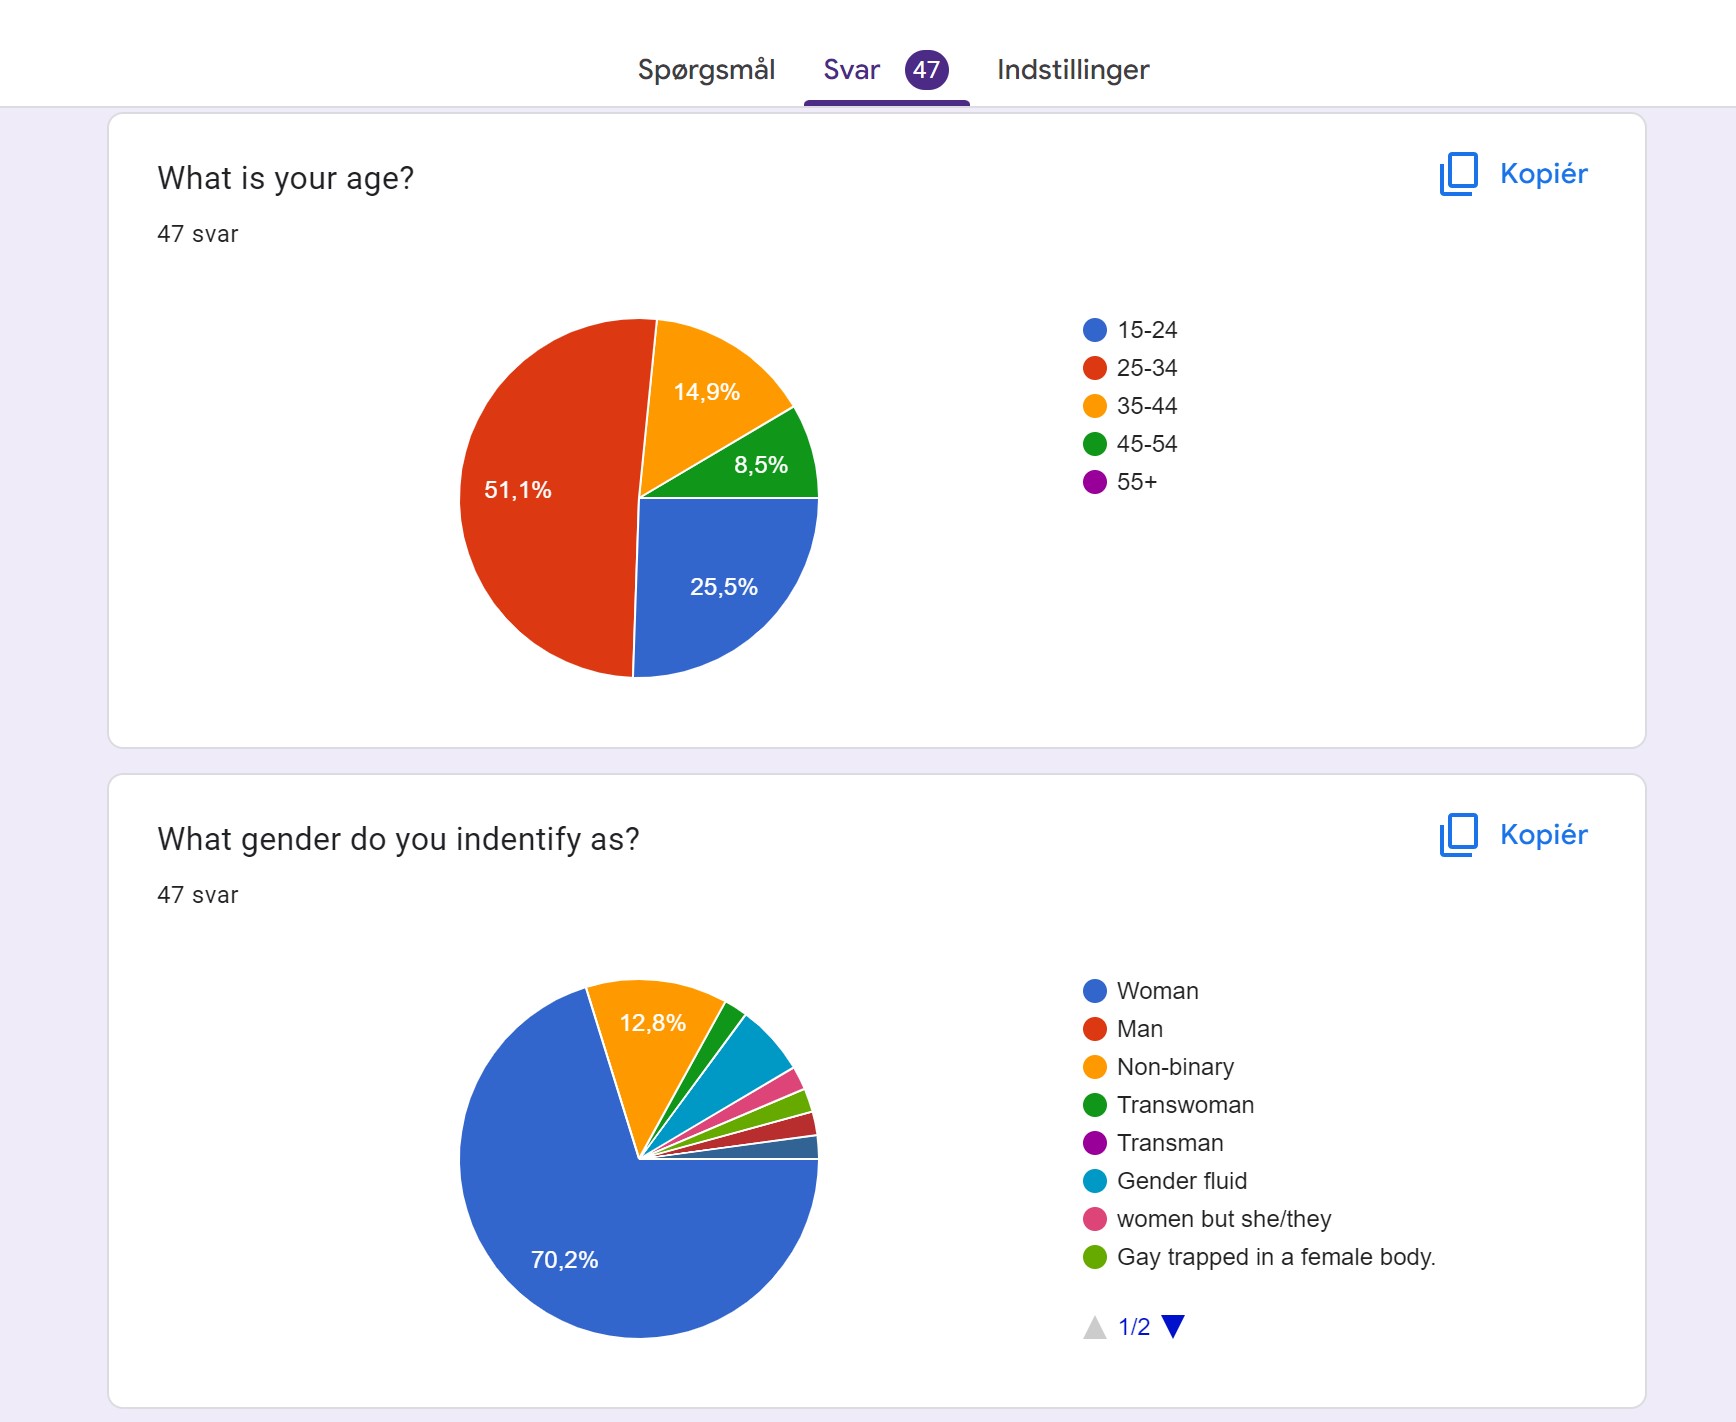 Spørgsmål Svar 47 Indstillinger
What is your age?
Kopiér
47 svar
15-24
25-34
35-44
45-54
55+
14,9%
8,5%
51,1%
25,5%
What gender do you indentify as?
Kopiér
47 svar
Woman
Man
Non-binary
Transwoman
Transman
Gender fluid
women but she/they
Gay trapped in a female body.
1/2
12,8%
70,2%